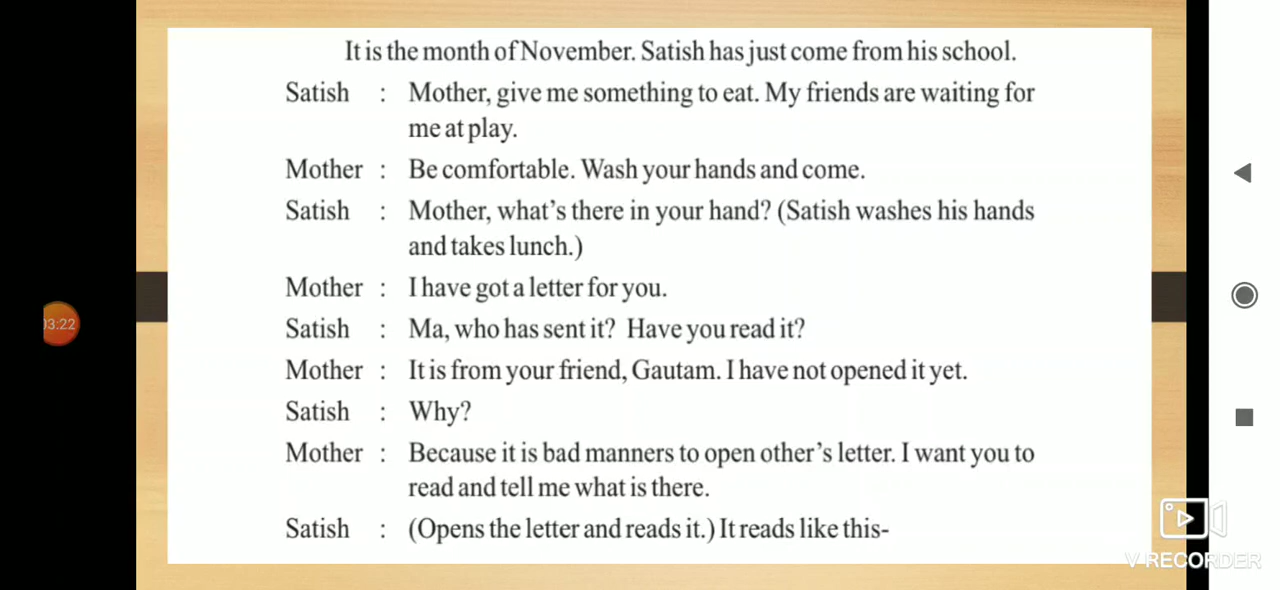 It is the month of November. Satish has just come from his school.
Satish : Mother, give me something to eat. My friends are waiting for
me at play.
Mother : Be comfortable. Wash your hands and come.
Satish : Mother, what's there in your hand? (Satish washes his hands
and takes lunch.)
Mother : I have got a letter for you.
Satish : Ma, who has sent it? Have you read it?
Mother : It is from your friend, Gautam. I have not opened it yet.
Satish : Why?
Mother : Because it is bad manners to open other's letter. I want you to
read and tell me what is there.
Satish : (Opens the letter and reads it.) It reads like this-
03:22
V RECORDER